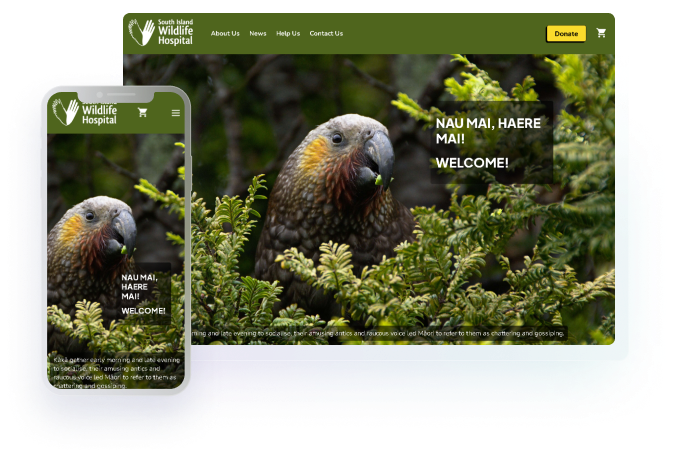 South Island
Wildlife
Hospital
About Us
News
Help Us
Contact Us
Donate
NAU MAI, HAERE
MAI!
WELCOME!
ning and late evening to socialise, their amusing antics and raucous voice led Māori to refer to them as chattering and gossiping.
South Island
Wildlife
Hospital
NAU MAI,
HAERE
MAI!
WELCOME!
Kākā gather early morning and late evening
to socialise, their amusing antics and
raucous voice led Māori to refer to them as
chattering and gossiping.